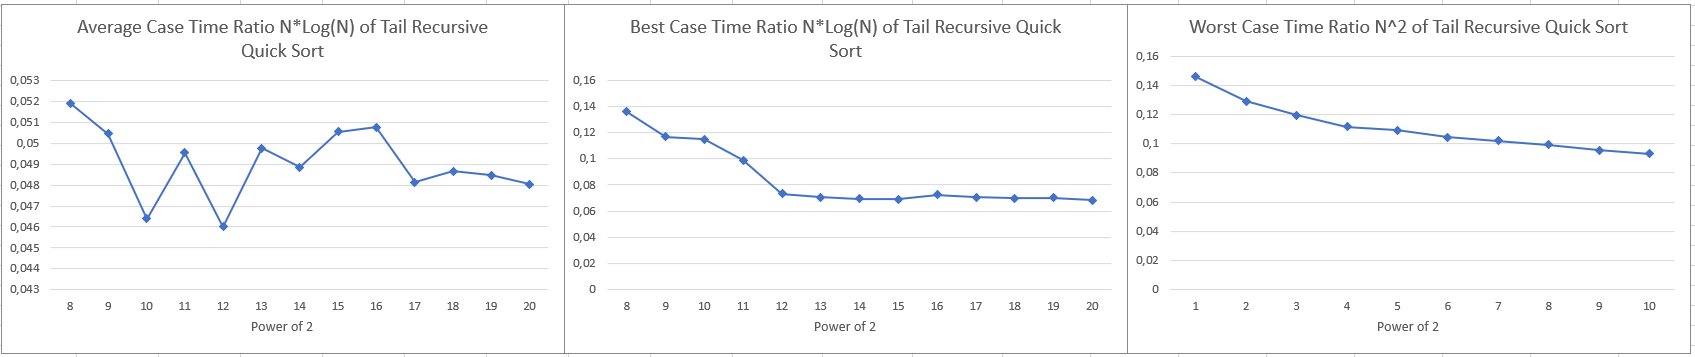 Average Case Time Ratio N*Log(N) of Tail Recursive
Quick Sort
0,053
0,052
0,051
0,05
0,049
0,048
0,047
0,046
0,045
0,044
0,043
8 9 10 11 12 13 14 15 16 17 18 19 20
Power of 2
Best Case Time Ratio N*Log(N) of Tail Recursive Quick
Sort
0,16
0,14
0,12
0,1
0,08
0,06
0,04
0,02
0
8 9 10 11 12 13 14 15 16 17 18 19 20
Power of 2
Worst Case Time Ratio N^2 of Tail Recursive Quick Sort
0,16
0,14
0,12
0,1
0,08
0,06
0,04
0,02
0
1 2 3 4 5 6 7 8 9 10
Power of 2